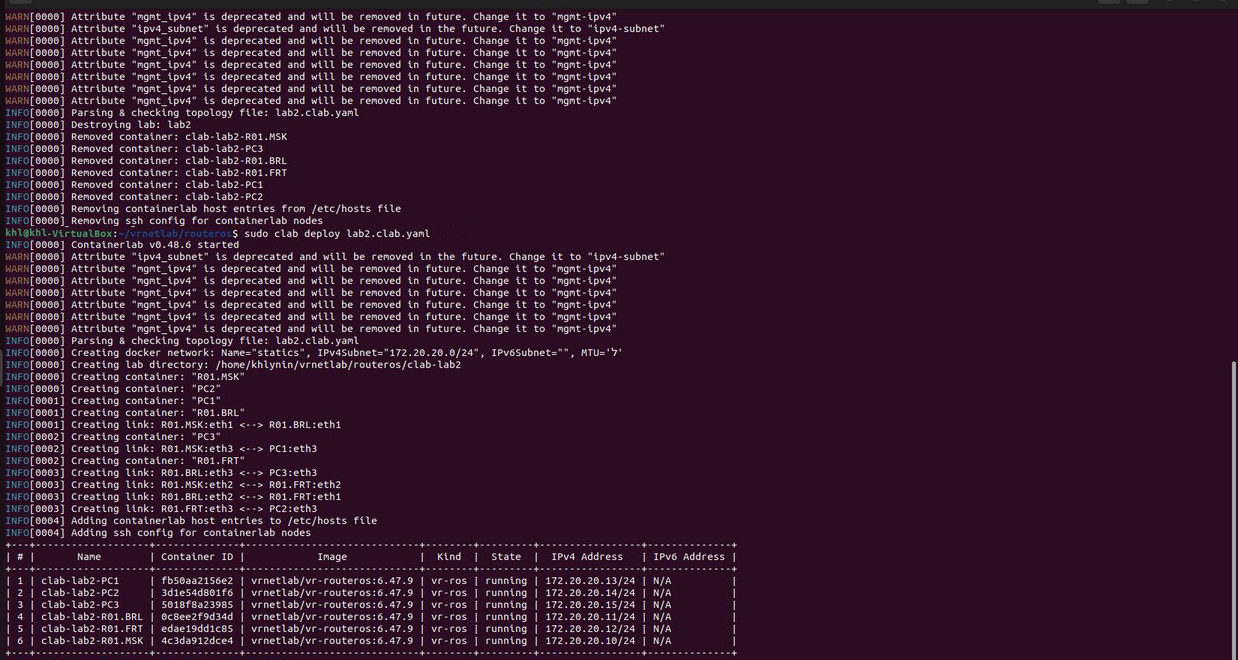 WARN[0000] Attribute "mgmt_ipv4" is deprecated and will be removed in future. Change it to "mgmt-ipv4"
WARN[0000] Attribute "ipv4_subnet" is deprecated and will be removed in the future. Change it to "ipv4-subnet"
WARN[0000] Attribute "mgmt_ipv4" is deprecated and will be removed in future. Change it to "mgmt-ipv4"
WARN[0000] Attribute "mgmt_ipv4" is deprecated and will be removed in future. Change it to "mgmt-ipv4"
WARN[0000] Attribute "mgmt_ipv4" is deprecated and will be removed in future. Change it to "mgmt-ipv4"
WARN[0000] Attribute "mgmt_ipv4" is deprecated and will be removed in future. Change it to "mgmt-ipv4"
WARN[0000] Attribute "mgmt_ipv4" is deprecated and will be removed in future. Change it to "mgmt-ipv4"
WARN[0000] Attribute "mgmt_ipv4" is deprecated and will be removed in future. Change it to "mgmt-ipv4"
INFO[0000] Parsing & checking topology file: lab2.clab.yaml
INFO[0000] Destroying lab: lab2
INFO[0000] Removed container: clab-lab2-R01.MSK
INFO[0000] Removed container: clab-lab2-PC3
INFO[0000] Removed container: clab-lab2-R01.BRL
INFO[0000] Removed container: clab-lab2-R01.FRT
INFO[0000] Removed container: clab-lab2-PC1
INFO[0000] Removed container: clab-lab2-PC2
INFO[0000] Removing containerlab host entries from /etc/hosts file
INFO[0000] Removing ssh config for containerlab nodes
khl@khl-VirtualBox:~/vrnetlab/routeros$ sudo clab deploy lab2.clab.yaml
INFO[0000] Containerlab v0.48.6 started
WARN[0000] Attribute "ipv4_subnet" is deprecated and will be removed in the future. Change it to "ipv4-subnet"
WARN[0000] Attribute "mgmt_ipv4" is deprecated and will be removed in future. Change it to "mgmt-ipv4"
WARN[0000] Attribute "mgmt_ipv4" is deprecated and will be removed in future. Change it to "mgmt-ipv4"
WARN[0000] Attribute "mgmt_ipv4" is deprecated and will be removed in future. Change it to "mgmt-ipv4"
WARN[0000] Attribute "mgmt_ipv4" is deprecated and will be removed in future. Change it to "mgmt-ipv4"
WARN[0000] Attribute "mgmt_ipv4" is deprecated and will be removed in future. Change it to "mgmt-ipv4"
WARN[0000] Attribute "mgmt_ipv4" is deprecated and will be removed in future. Change it to "mgmt-ipv4"
INFO[0000] Parsing & checking topology file: lab2.clab.yaml
INFO[0000] Creating docker network: Name="statics", IPv4Subnet="172.20.20.0/24", IPv6Subnet="", MTU='ל'
INFO[0000] Creating lab directory: /home/khlynin/vrnetlab/routeros/clab-lab2
INFO[0000] Creating container: "R01.MSK"
INFO[0000] Creating container: "PC2"
INFO[0001] Creating container: "PC1"
INFO[0001] Creating container: "R01.BRL"
INFO[0001] Creating link: R01.MSK:eth1 <--> R01.BRL:eth1
INFO[0002] Creating container: "PC3"
INFO[0002] Creating link: R01.MSK:eth3 <--> PC1:eth3
INFO[0002] Creating container: "R01.FRT"
INFO[0003] Creating link: R01.BRL:eth3 <--> PC3:eth3
INFO[0003] Creating link: R01.MSK:eth2 <--> R01.FRT:eth2
INFO[0003] Creating link: R01.BRL:eth2 <--> R01.FRT:eth1
INFO[0003] Creating link: R01.FRT:eth3 <--> PC2:eth3
INFO[0004] Adding containerlab host entries to /etc/hosts file
INFO[0004] Adding ssh config for containerlab nodes
+---+-------------------+--------------+-----------------------------+--------+---------+-----------------+--------------+
| # | Name | Container ID | Image | Kind | State | IPv4 Address | IPv6 Address |
+---+-------------------+--------------+-----------------------------+--------+---------+-----------------+--------------+
| 1 | clab-lab2-PC1 | fb50aa2156e2 | vrnetlab/vr-routeros:6.47.9 | vr-ros | running | 172.20.20.13/24 | N/A |
| 2 | clab-lab2-PC2 | 3d1e54d801f6 | vrnetlab/vr-routeros:6.47.9 | vr-ros | running | 172.20.20.14/24 | N/A |
| 3 | clab-lab2-PC3 | 5018f8a23985 | vrnetlab/vr-routeros:6.47.9 | vr-ros | running | 172.20.20.15/24 | N/A |
| 4 | clab-lab2-R01.BRL | 0c8ee2f9d34d | vrnetlab/vr-routeros:6.47.9 | vr-ros | running | 172.20.20.11/24 | N/A |
| 5 | clab-lab2-R01.FRT | edae19dd1c85 | vrnetlab/vr-routeros:6.47.9 | vr-ros | running | 172.20.20.12/24 | N/A |
| 6 | clab-lab2-R01.MSK | 4c3da912dce4 | vrnetlab/vr-routeros:6.47.9 | vr-ros | running | 172.20.20.10/24 | N/A |
+---+-------------------+--------------+-----------------------------+--------+---------+-----------------+--------------+